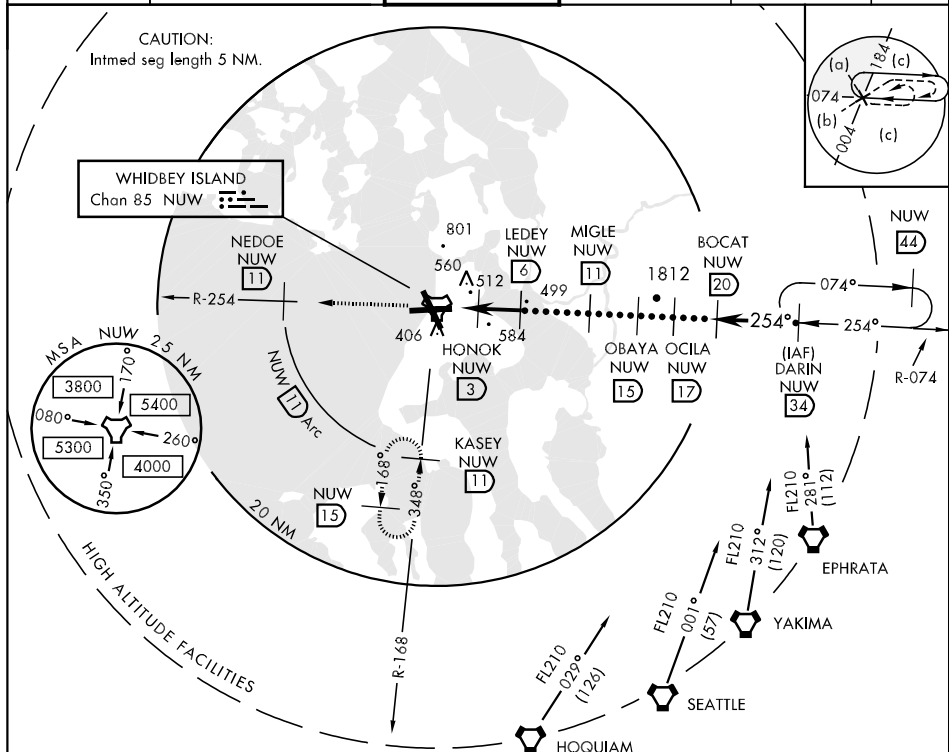 CAUTION:
Intmed seg length 5 NM.
(a)
184
(c)
074
(b)
004
(c)
WHIDBEY ISLAND
Chan 85 NUW
NEDOE
NUW
11
801
560
512
LEDEY
NUW
6
499
MIGLE
NUW
11
1812
BOCAT
NUW
20
NUW
44
074°
R-254
254°
254°
406
584
HONOK
NUW
3
OBAYA
NUW
15
OCILA
NUW
17
(IAF)
DARIN
NUW
34
R-074
MSA NUW 25 NM
170°
3800
5400
080°
260°
5300
4000
350°
NUW 11 Arc
168°
348°
KASEY
NUW
11
NUW
15
20 NM
R-168
HIGH ALTITUDE FACILITIES
FL210
281°
(112)
EPHRATA
FL210
312°
(120)
YAKIMA
FL210
001°
(57)
SEATTLE
FL210
029°
(126)
HOQUIAM